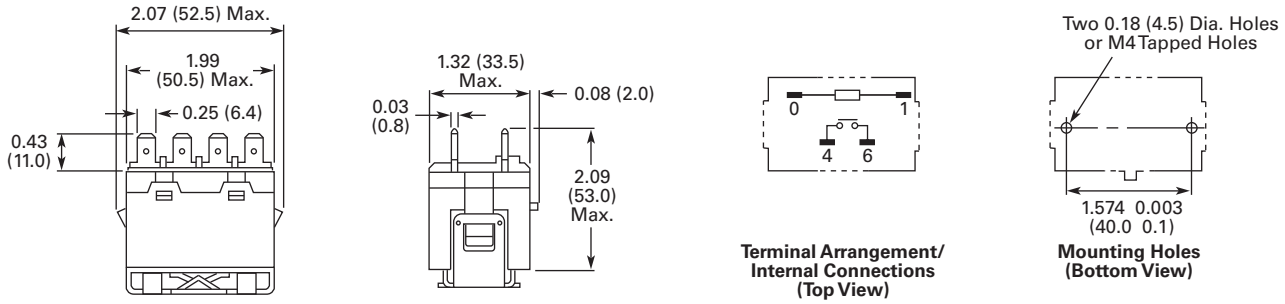 2.07 (52.5) Max.
1.99
(50.5) Max.
0.25 (6.4)
0.43
(11.0)
1.32 (33.5)
Max.
0.08 (2.0)
0.03
(0.8)
2.09
(53.0)
Max.
0
1
4
6
Terminal Arrangement/
Internal Connections
(Top View)
Two 0.18 (4.5) Dia. Holes
or M4 Tapped Holes
1.574 0.003
(40.0 0.1)
Mounting Holes
(Bottom View)